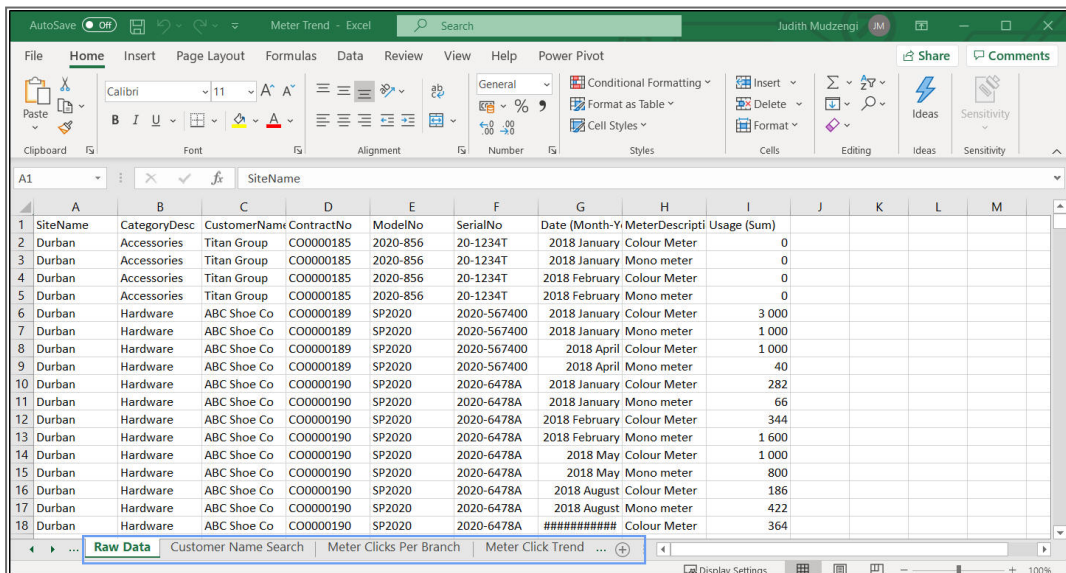 AutoSave Off Meter Trend - Excel Search Judith Mudzengi JM
File Home Insert Page Layout Formulas Data Review View Help Power Pivot Share Comments
Calibri 11 A^ A˅ ab General Conditional Formatting Insert Σ
Paste % 9 Format as Table Delete Ideas Sensitivity
B I U A Cell Styles Format
Clipboard Font Alignment Number Styles Cells Editing Ideas Sensitivity
A1 fx SiteName
A B C D E F G H I J K L M
1 SiteName CategoryDesc CustomerName ContractNo ModelNo SerialNo Date (Month-Y MeterDescripti Usage (Sum)
2 Durban Accessories Titan Group CO0000185 2020-856 20-1234T 2018 January Colour Meter 0
3 Durban Accessories Titan Group CO0000185 2020-856 20-1234T 2018 January Mono meter 0
4 Durban Accessories Titan Group CO0000185 2020-856 20-1234T 2018 February Colour Meter 0
5 Durban Accessories Titan Group CO0000185 2020-856 20-1234T 2018 February Mono meter 0
6 Durban Hardware ABC Shoe Co CO0000189 SP2020 2020-567400 2018 January Colour Meter 3 000
7 Durban Hardware ABC Shoe Co CO0000189 SP2020 2020-567400 2018 January Mono meter 1 000
8 Durban Hardware ABC Shoe Co CO0000189 SP2020 2020-567400 2018 April Colour Meter 1 000
9 Durban Hardware ABC Shoe Co CO0000189 SP2020 2020-567400 2018 April Mono meter 40
10 Durban Hardware ABC Shoe Co CO0000190 SP2020 2020-6478A 2018 January Colour Meter 282
11 Durban Hardware ABC Shoe Co CO0000190 SP2020 2020-6478A 2018 January Mono meter 66
12 Durban Hardware ABC Shoe Co CO0000190 SP2020 2020-6478A 2018 February Colour Meter 344
13 Durban Hardware ABC Shoe Co CO0000190 SP2020 2020-6478A 2018 February Mono meter 1 600
14 Durban Hardware ABC Shoe Co CO0000190 SP2020 2020-6478A 2018 May Colour Meter 1 000
15 Durban Hardware ABC Shoe Co CO0000190 SP2020 2020-6478A 2018 May Mono meter 800
16 Durban Hardware ABC Shoe Co CO0000190 SP2020 2020-6478A 2018 August Colour Meter 186
17 Durban Hardware ABC Shoe Co CO0000190 SP2020 2020-6478A 2018 August Mono meter 422
18 Durban Hardware ABC Shoe Co CO0000190 SP2020 2020-6478A ########### Colour Meter 364
... Raw Data Customer Name Search Meter Clicks Per Branch Meter Click Trend ...
Display Settings 100%